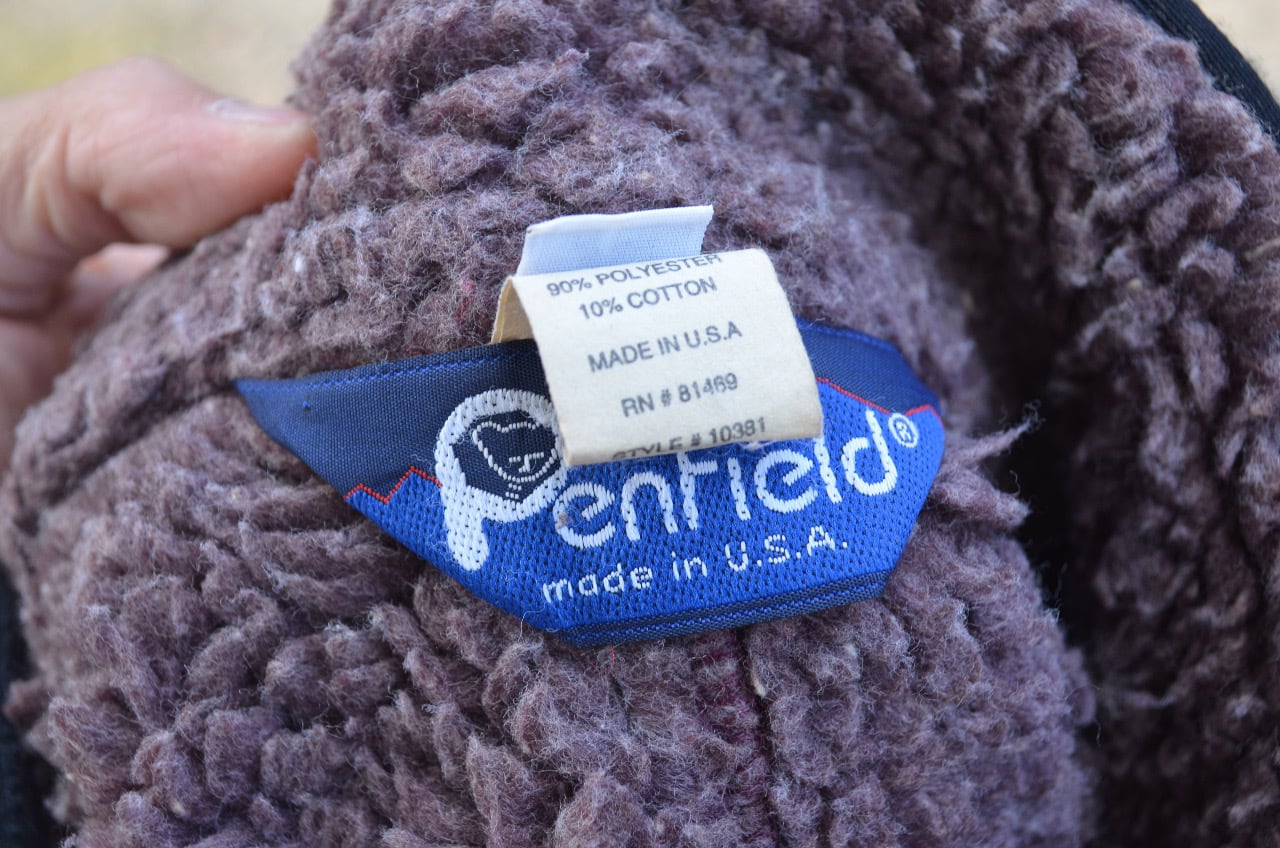 90% POLYESTER
10% COTTON
MADE IN U.S.A
RN # 81469
STYLE # 10381
Penfield®
made in U.S.A.